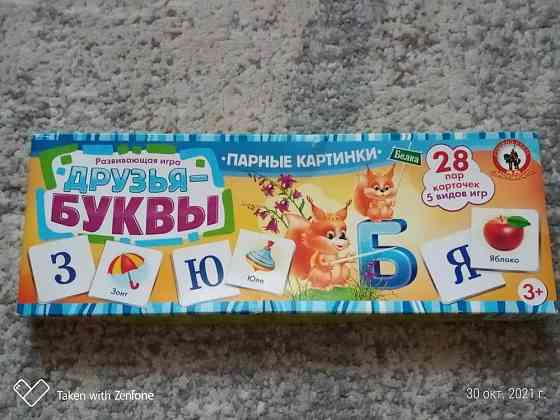 Развивающая игра
ДРУЗЬЯ-
БУКВЫ
•ПАРНЫЕ КАРТИНКИ•
Белка
28
пар
карточек
5 видов игр
З
Зонт
Ю
Юла
Б
Я
Яблоко
3+
Taken with Zenfone
30 окт. 2021 г.